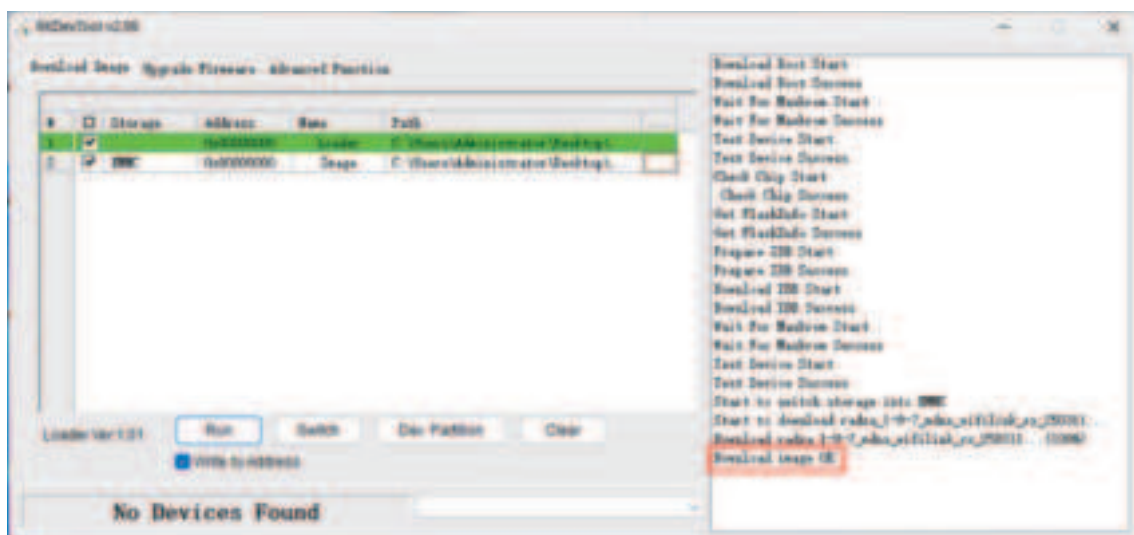 RKDevTool v2.86
Download Image Upgrade Firmware Advanced Function
# Storage Address Name Path
1 0x00000000 Loader C:\Users\Administrator\Desktop\
2 EMMC 0x00000000 Image C:\Users\Administrator\Desktop\
Loader Ver:1.01
Run
Switch
Dev Partition
Clear
Write by Address
No Devices Found
Download Boot Start
Download Boot Success
Wait For Maskrom Start
Wait For Maskrom Success
Test Device Start
Test Device Success
Check Chip Start
Check Chip Success
Get FlashInfo Start
Get FlashInfo Success
Prepare IDB Start
Prepare IDB Success
Download IDB Start
Download IDB Success
Wait For Maskrom Start
Wait For Maskrom Success
Test Device Start
Test Device Success
Start to switch storage into EMMC
Start to download
Download
Download image OK